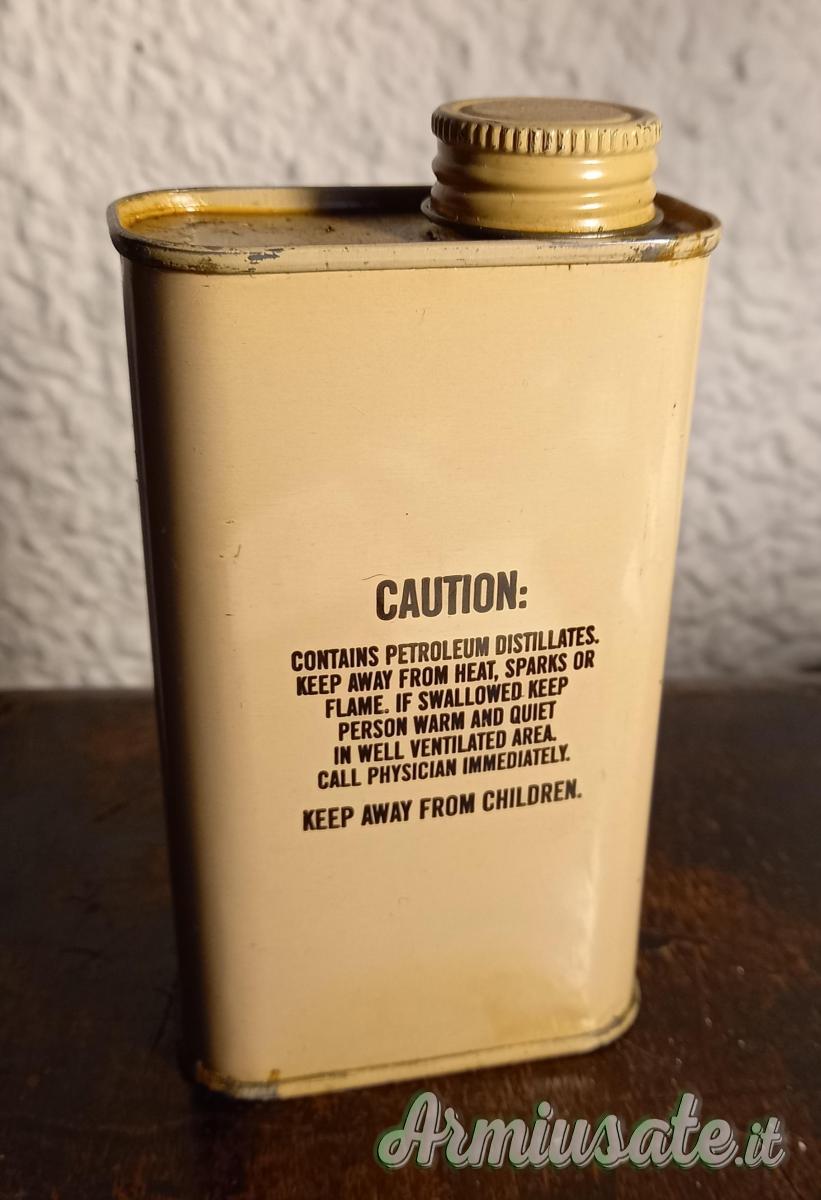 CAUTION:
CONTAINS PETROLEUM DISTILLATES.
KEEP AWAY FROM HEAT, SPARKS OR
FLAME. IF SWALLOWED KEEP
PERSON WARM AND QUIET
IN WELL VENTILATED AREA.
CALL PHYSICIAN IMMEDIATELY.
KEEP AWAY FROM CHILDREN.
Armiusate.it